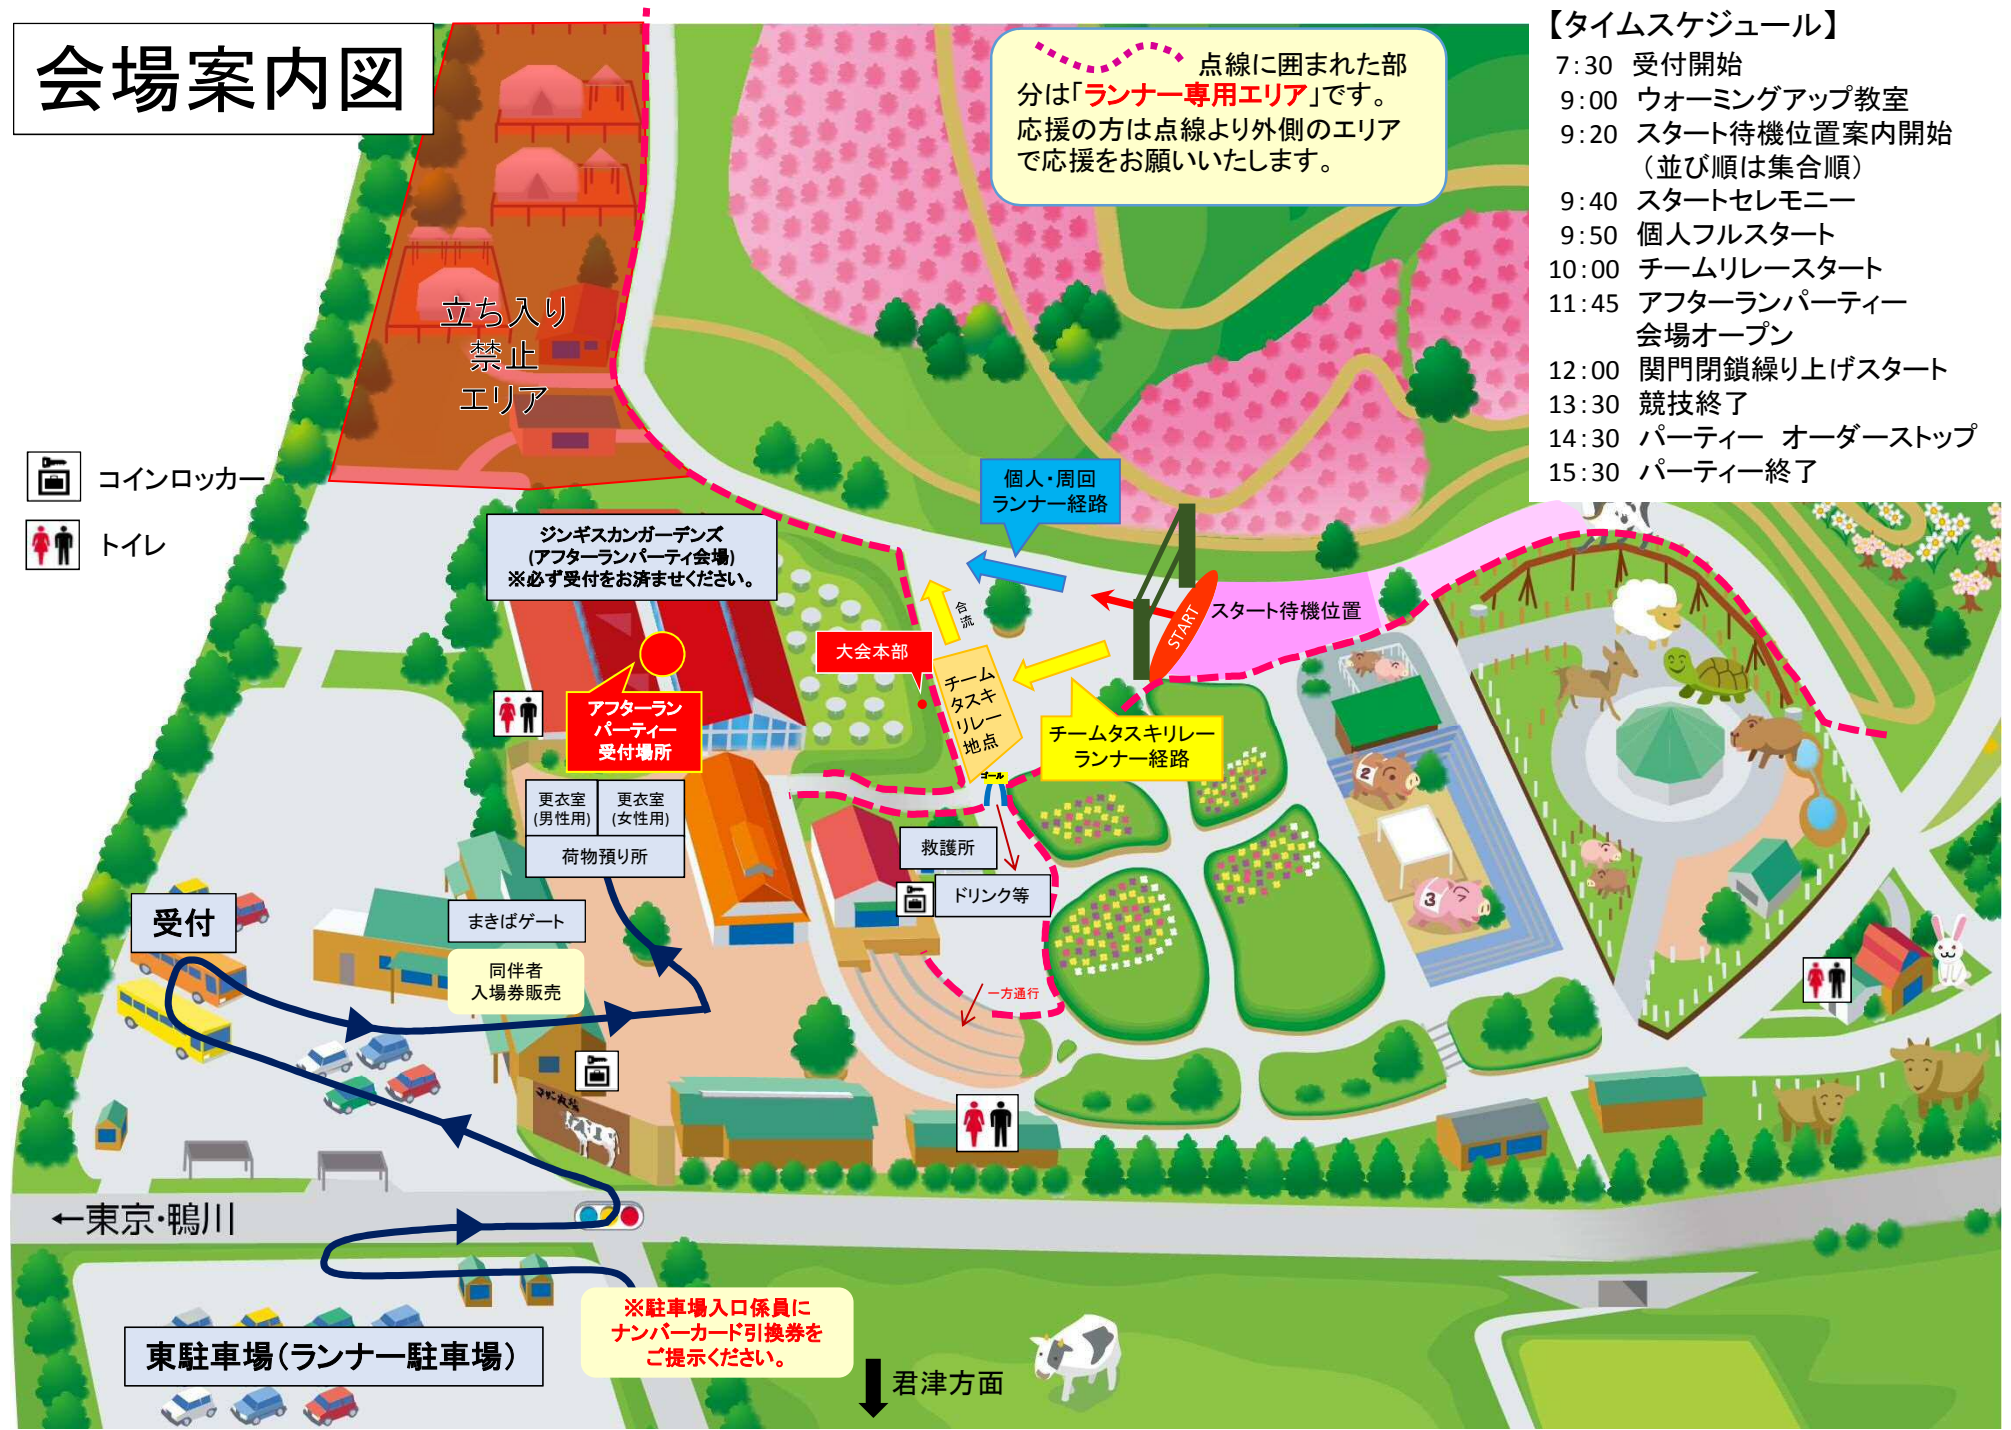 会場案内図
点線に囲まれた部
分は「ランナー専用エリア」です。
応援の方は点線より外側のエリア
で応援をお願いいたします。
【タイムスケジュール】
7:30 受付開始
9:00 ウォーミングアップ教室
9:20 スタート待機位置案内開始
（並び順は集合順）
9:40 スタートセレモニー
9:50 個人フルスタート
10:00 チームリレースタート
11:45 アフターランパーティー
会場オープン
12:00 関門閉鎖繰り上げスタート
13:30 競技終了
14:30 パーティー オーダーストップ
15:30 パーティー終了
立ち入り
禁止
エリア
コインロッカー
トイレ
個人・周回
ランナー経路
ジンギスカンガーデンズ
(アフターランパーティ会場)
※必ず受付をお済ませください。
合流
START
スタート待機位置
大会本部
チーム
タスキ
リレー
地点
アフターラン
パーティー
受付場所
チームタスキリレー
ランナー経路
ゴール
更衣室
(男性用)
更衣室
(女性用)
荷物預り所
救護所
ドリンク等
2
3
受付
まきばゲート
同伴者
入場券販売
一方通行
マザー牧場
←東京・鴨川
※駐車場入口係員に
ナンバーカード引換券を
ご提示ください。
東駐車場（ランナー駐車場）
君津方面